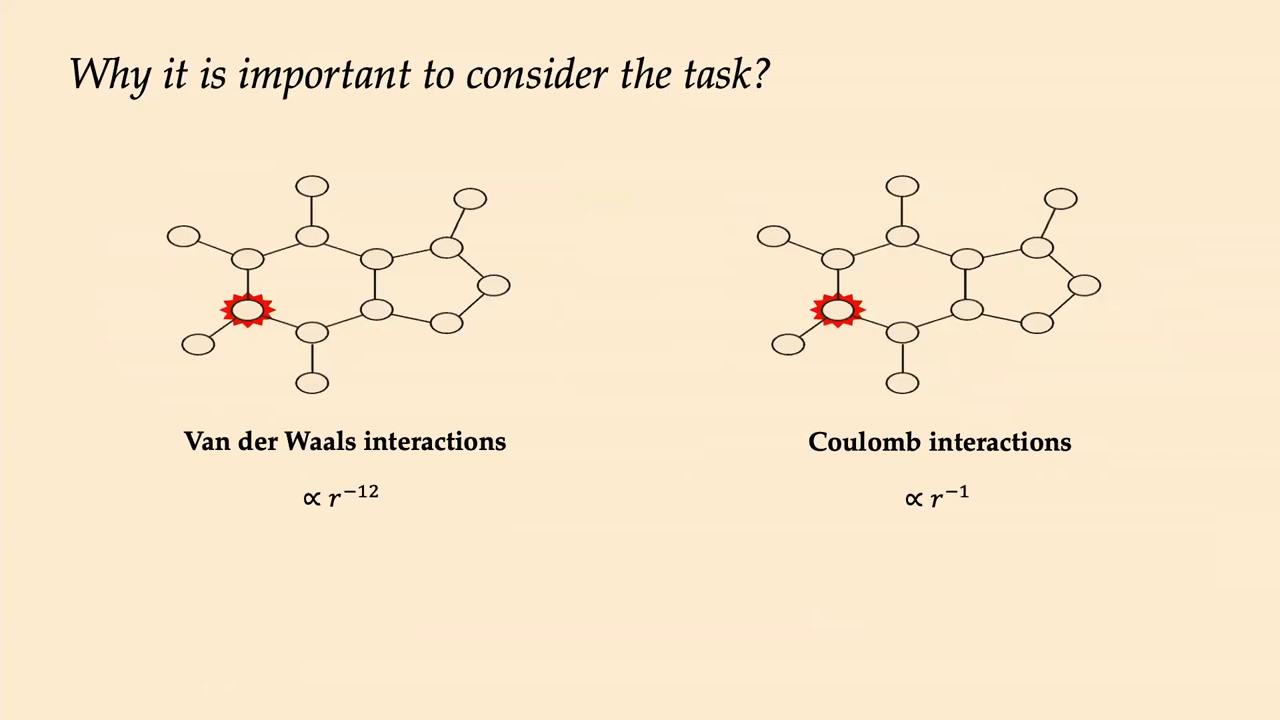 Why it is important to consider the task?
Van der Waals interactions
Coulomb interactions
∝ r⁻¹²
∝ r⁻¹